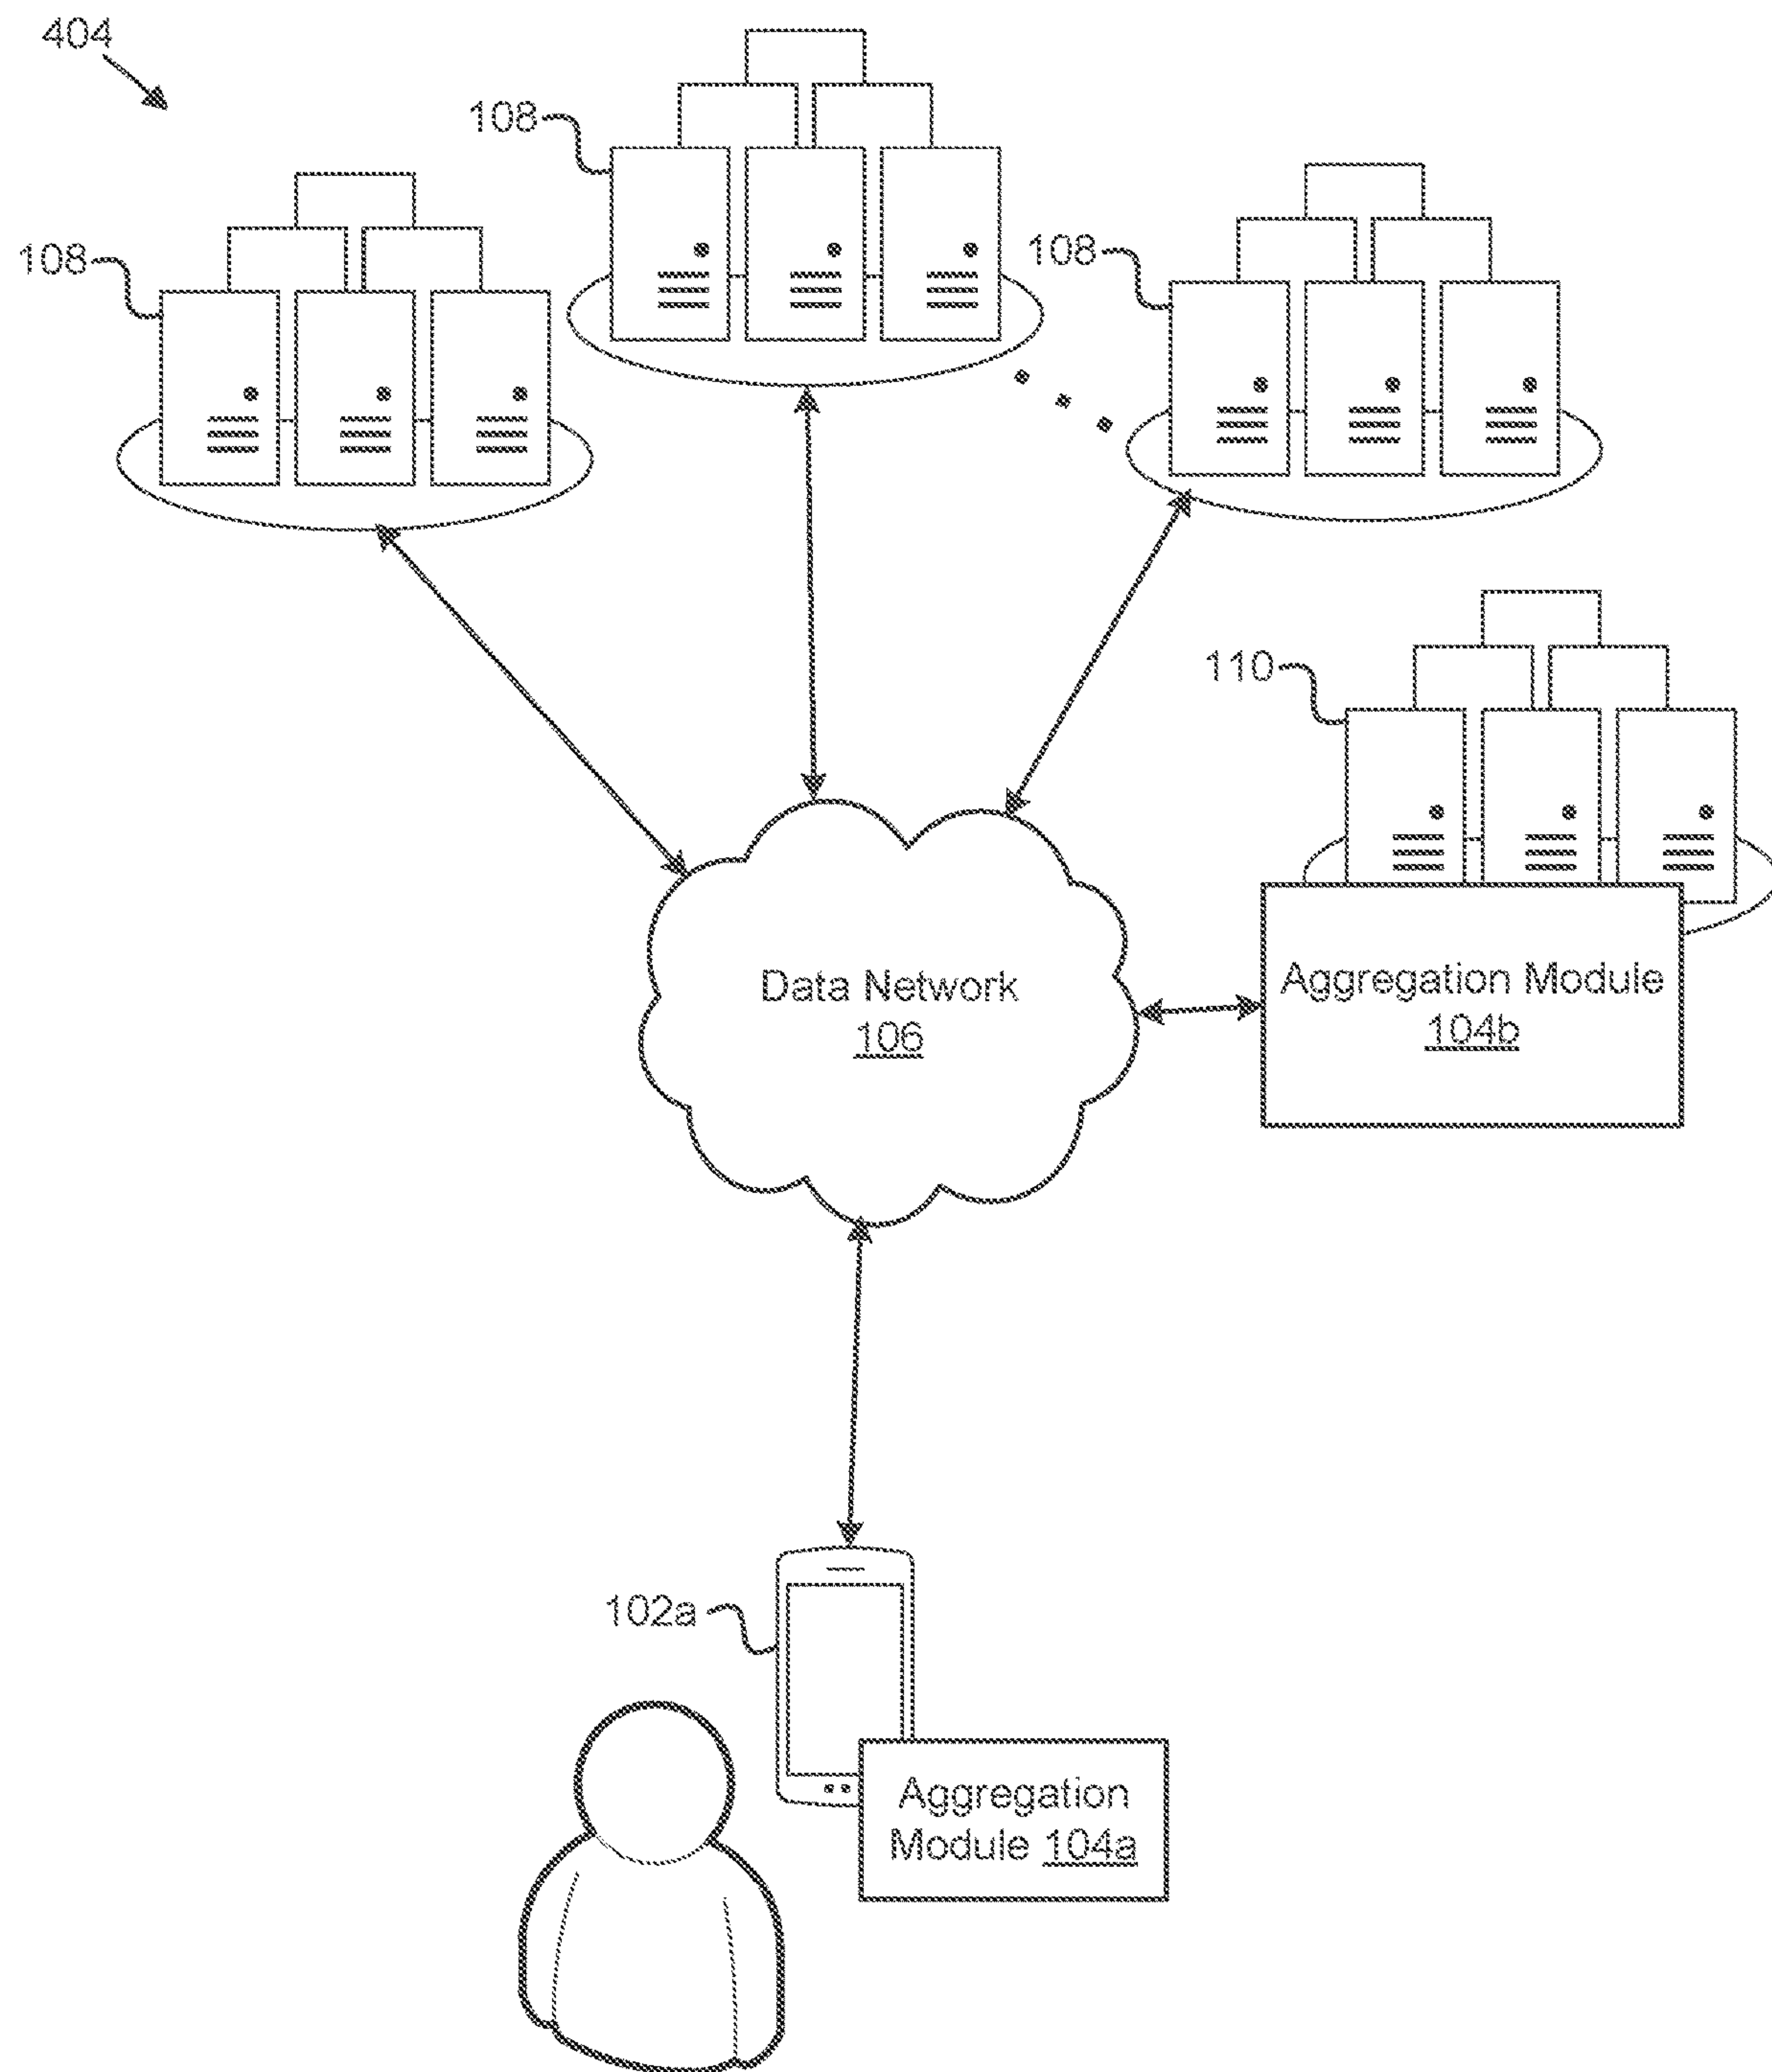 404
108
108
108
110
Data Network
106
Aggregation Module
104b
102a
Aggregation
Module 104a